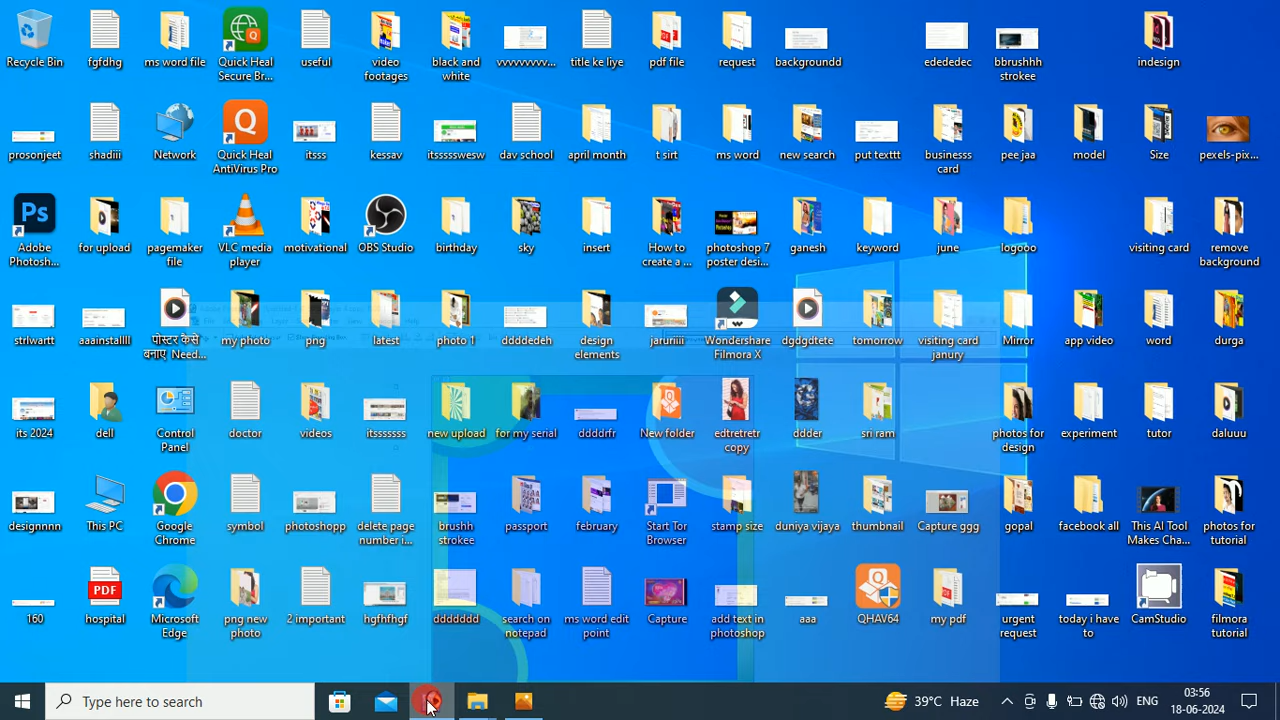 Recycle Bin
fgfdhg
ms word file
Quick Heal
Secure Br...
useful
video
footages
black and
white
vvvvvvvvv...
title ke liye
pdf file
request
backgroundd
edededec
bbrushhh
strokee
indesign
prosonjeet
shadiii
Network
Quick Heal
AntiVirus Pro
itsss
kessav
itssssswesw
dav school
april month
t sirt
ms word
new search
put texttt
businesss
card
pee jaa
model
Size
pexels-pix...
Ps
Adobe
Photosh...
for upload
pagemaker
file
VLC media
player
motivational
OBS Studio
birthday
sky
insert
How to
create a ...
photoshop 7
poster desi...
ganesh
keyword
june
logooo
visiting card
remove
background
strlwartt
aaainstallll
पोस्टर कैसे
बनाए Need...
my photo
png
latest
photo 1
ddddedeh
design
elements
jaruriiii
Wondershare
Filmora X
dgdgdtete
tomorrow
visiting card
janury
Mirror
app video
word
durga
its 2024
dell
Control
Panel
doctor
videos
itsssssss
new upload
for my serial
ddddrfr
New folder
edtretretr
copy
ddder
sri ram
photos for
design
experiment
tutor
daluuu
designnnn
This PC
Google
Chrome
symbol
photoshopp
delete page
number i...
brushh
strokee
passport
february
Start Tor
Browser
stamp size
duniya vijaya
thumbnail
Capture ggg
gopal
facebook all
This AI Tool
Makes Cha...
photos for
tutorial
160
PDF
hospital
Microsoft
Edge
png new
photo
2 important
hgfhfhgf
ddddddd
search on
notepad
ms word edit
point
Capture
add text in
photoshop
aaa
QHAV64
my pdf
urgent
request
today i have
to
CamStudio
filmora
tutorial
Type here to search
39°C Haze
ENG
03:56
18-06-2024